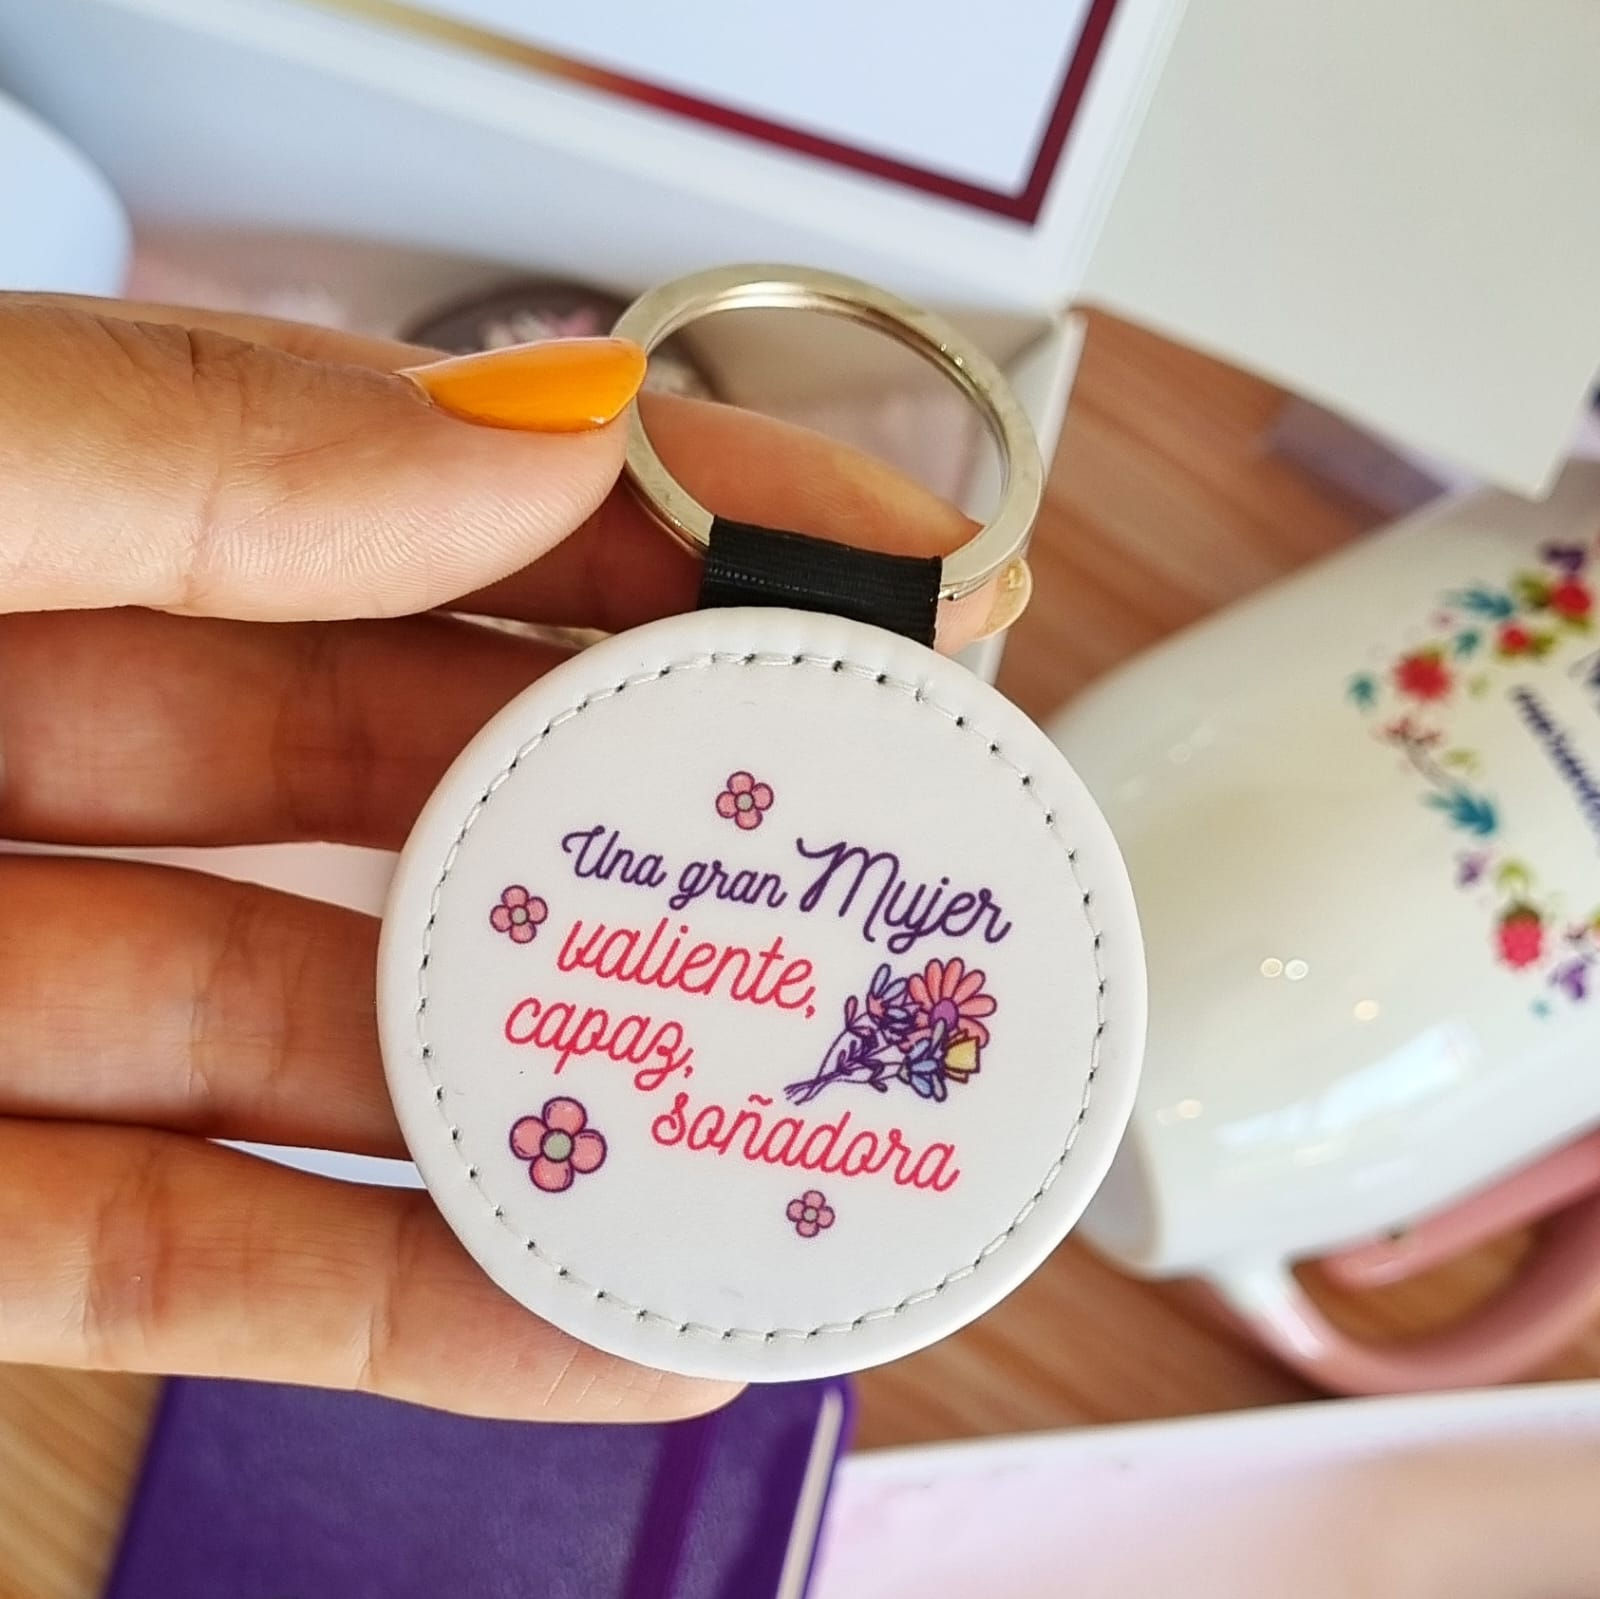 Una gran Mujer
valiente,
capaz,
soñadora